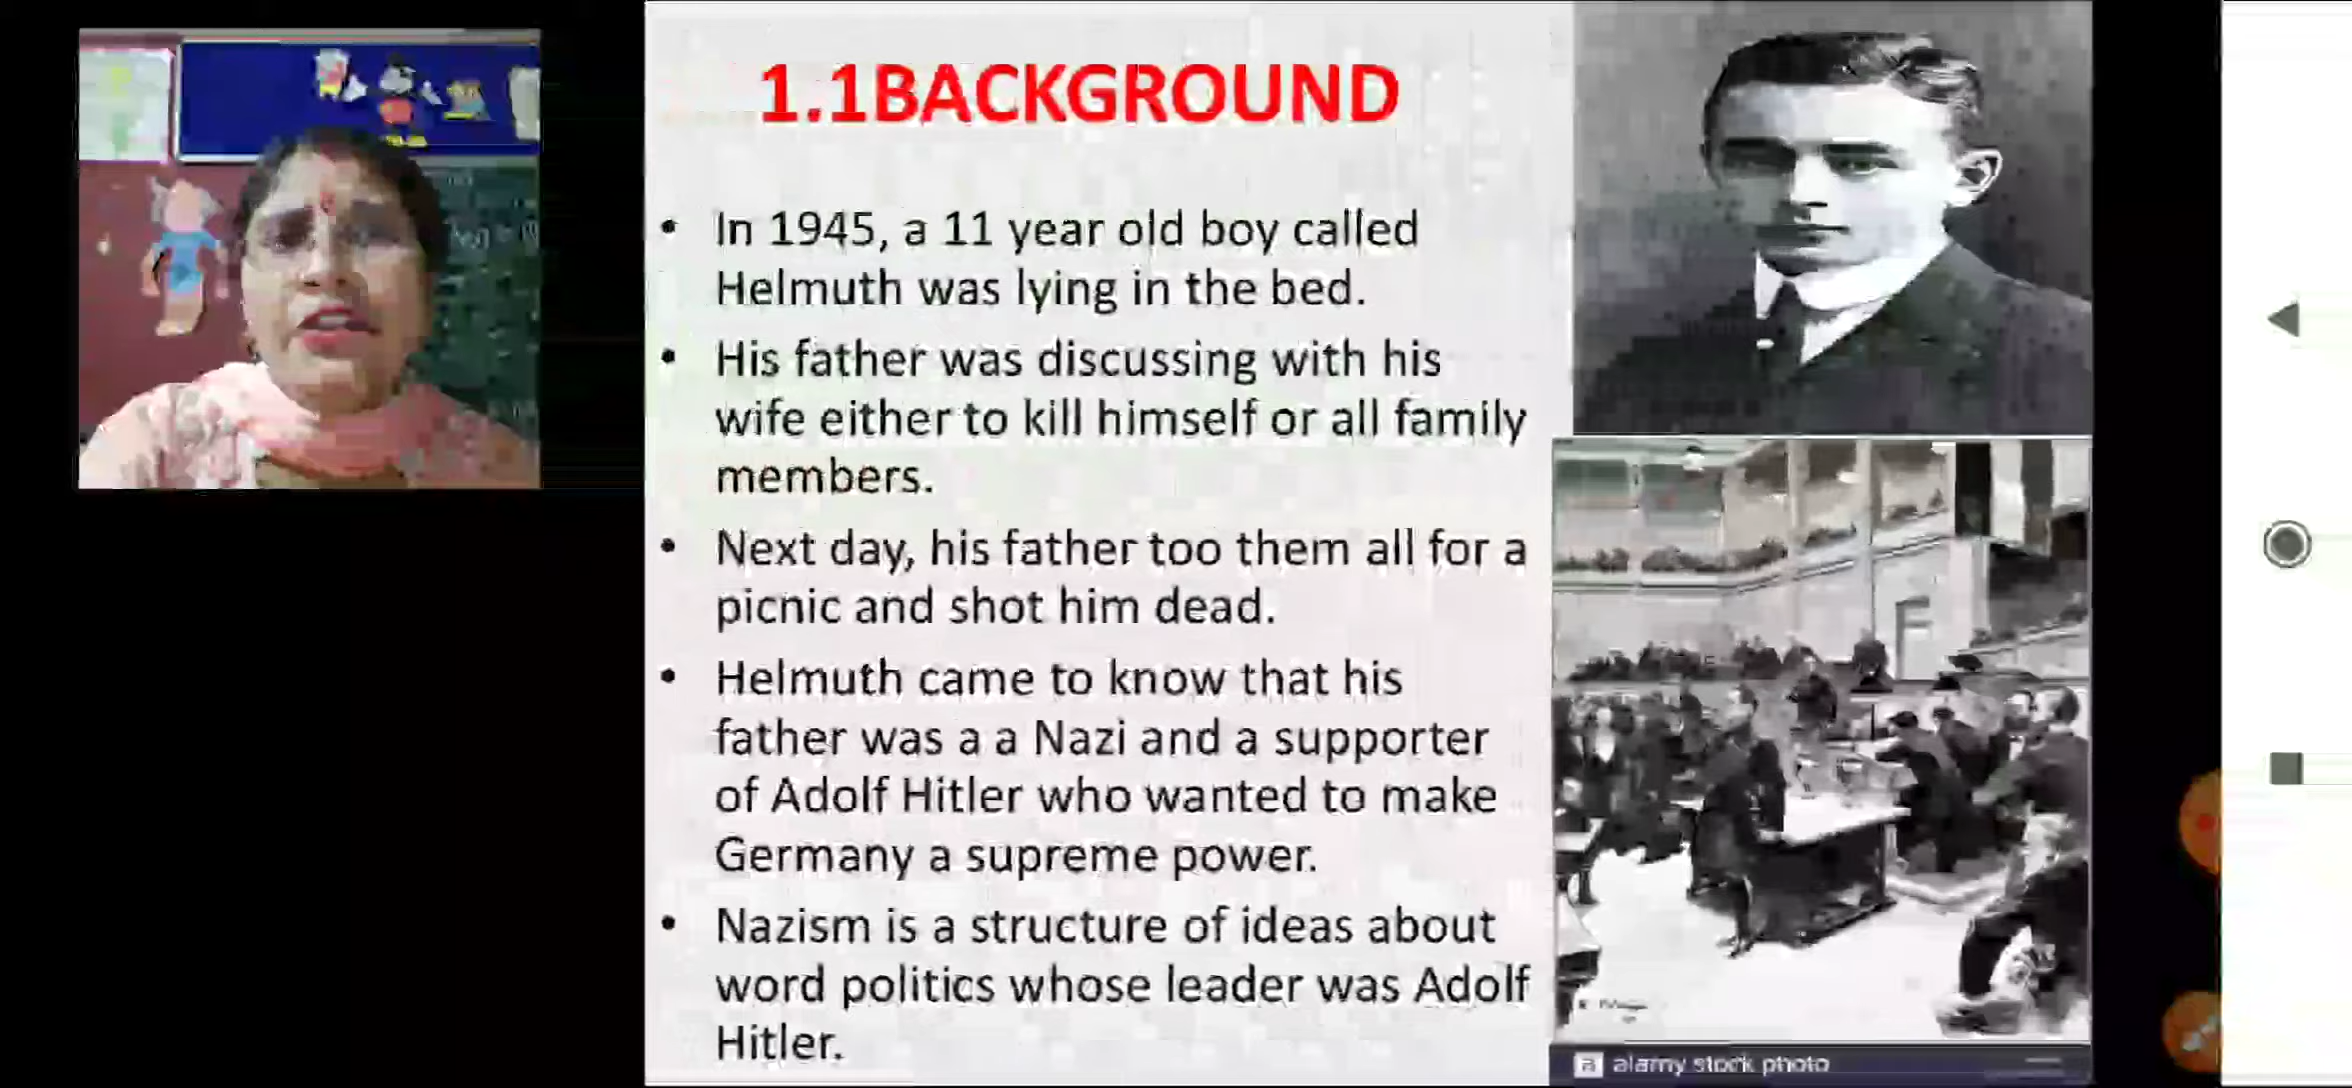 1.1BACKGROUND
• In 1945, a 11 year old boy called
Helmuth was lying in the bed.
• His father was discussing with his
wife either to kill himself or all family
members.
• Next day, his father too them all for a
picnic and shot him dead.
• Helmuth came to know that his
father was a a Nazi and a supporter
of Adolf Hitler who wanted to make
Germany a supreme power.
• Nazism is a structure of ideas about
word politics whose leader was Adolf
Hitler.
a alamy stock photo